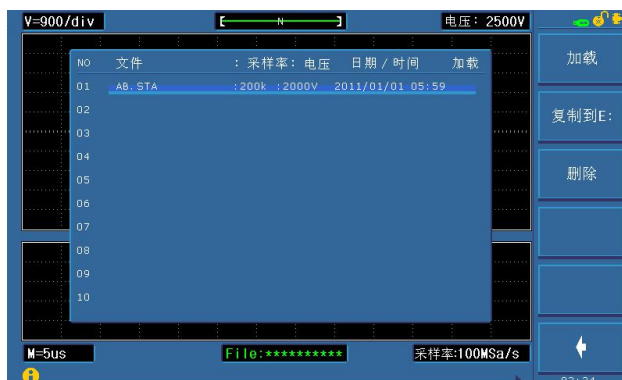 V=900/div
N
电压: 2500V
NO 文件 : 采样率: 电压 日期/时间 加载
01 AB.STA :200k :2000V 2011/01/01 05:59
02
03
04
05
06
07
08
09
10
加载
复制到E:
删除
M=5us
File:**********
采样率:100MSa/s